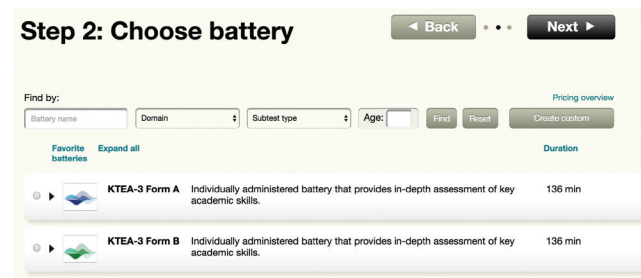 Step 2: Choose battery
Back
Next
Find by:
Pricing overview
Battery name
Domain
Subtest type
Age:
Find
Reset
Create custom
Favorite batteries
Expand all
Duration
KTEA-3 Form A
Individually administered battery that provides in-depth assessment of key
academic skills.
136 min
KTEA-3 Form B
Individually administered battery that provides in-depth assessment of key
academic skills.
136 min